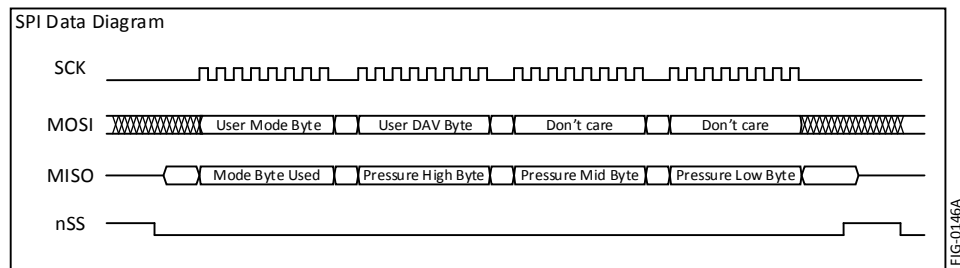 SPI Data Diagram
SCK
MOSI User Mode Byte User DAV Byte Don't care Don't care
MISO Mode Byte Used Pressure High Byte Pressure Mid Byte Pressure Low Byte
nSS
FIG-0146A